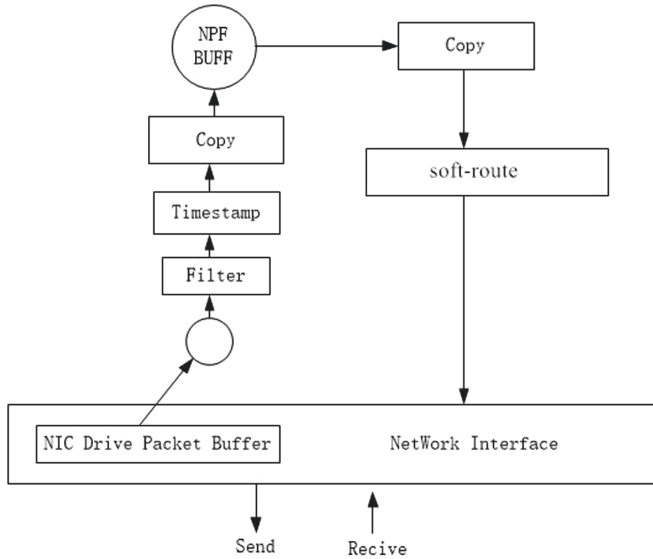 NPF
BUFF
Copy
Copy
soft-route
Timestamp
Filter
NIC Drive Packet Buffer
NetWork Interface
Send
Recive